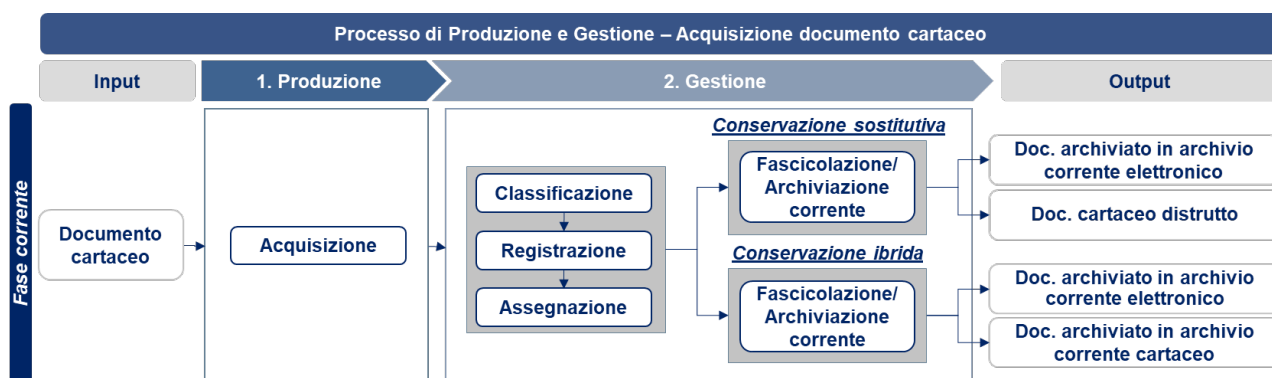 Processo di Produzione e Gestione – Acquisizione documento cartaceo
Input
1. Produzione
2. Gestione
Output
Fase corrente
Documento
cartaceo
Acquisizione
Classificazione
Registrazione
Assegnazione
Conservazione sostitutiva
Fascicolazione/
Archiviazione
corrente
Conservazione ibrida
Fascicolazione/
Archiviazione
corrente
Doc. archiviato in archivio
corrente elettronico
Doc. cartaceo distrutto
Doc. archiviato in archivio
corrente elettronico
Doc. archiviato in archivio
corrente cartaceo